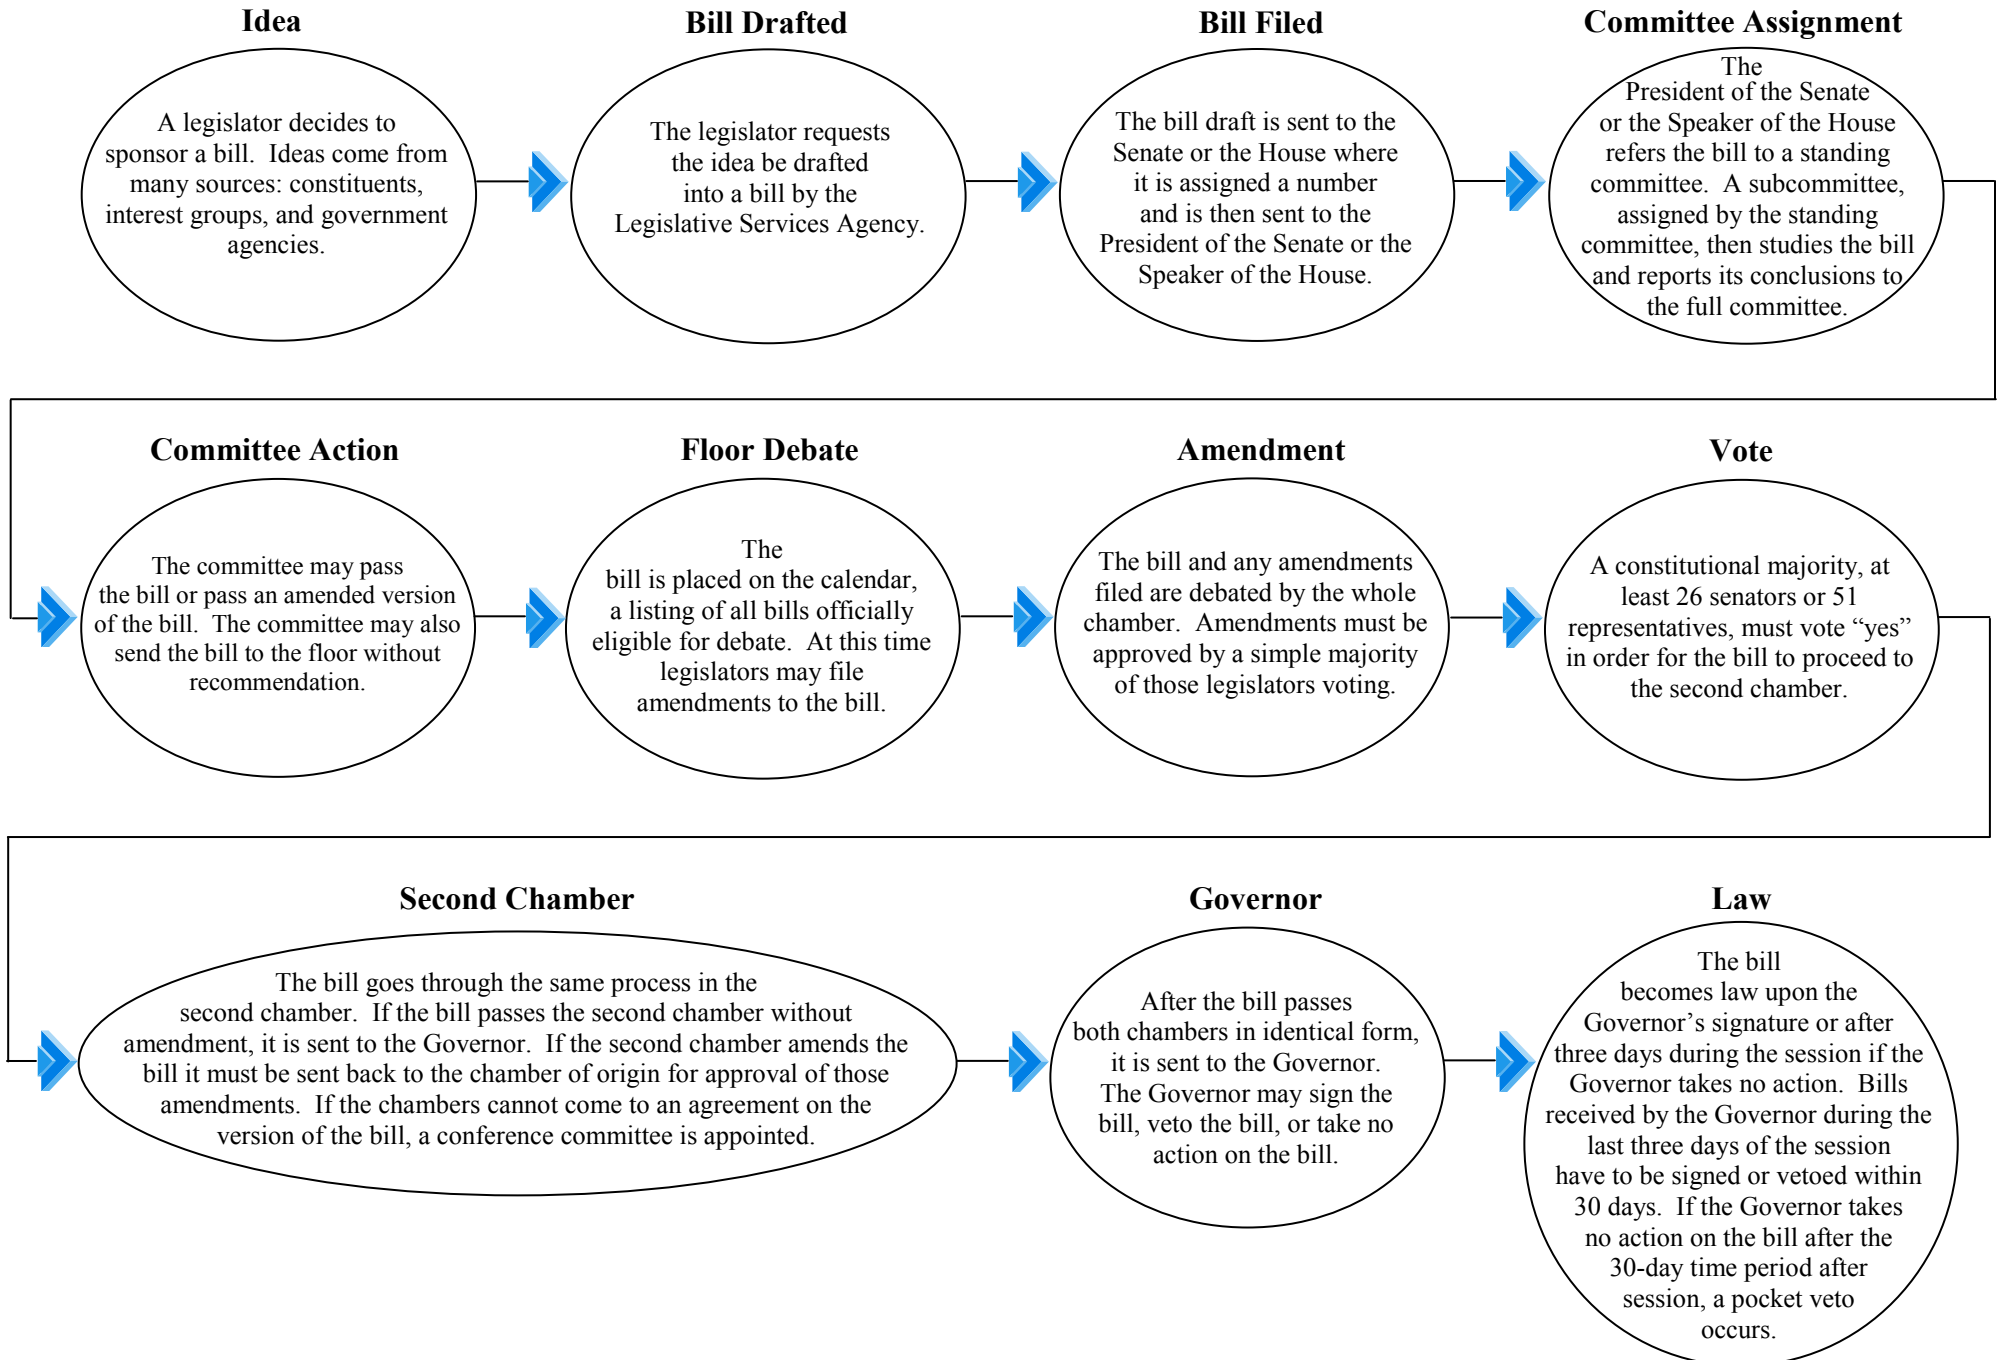 Idea
A legislator decides to
sponsor a bill.  Ideas come from
many sources: constituents,
interest groups, and government
agencies.
Bill Drafted
The legislator requests
the idea be drafted
into a bill by the
Legislative Services Agency.
Bill Filed
The bill draft is sent to the
Senate or the House where
it is assigned a number
and is then sent to the
President of the Senate or the
Speaker of the House.
Committee Assignment
The
President of the Senate
or the Speaker of the House
refers the bill to a standing
committee.  A subcommittee,
assigned by the standing
committee, then studies the bill
and reports its conclusions to
the full committee.
Committee Action
The committee may pass
the bill or pass an amended version
of the bill.  The committee may also
send the bill to the floor without
recommendation.
Floor Debate
The
bill is placed on the calendar,
a listing of all bills officially
eligible for debate.  At this time
legislators may file
amendments to the bill.
Amendment
The bill and any amendments
filed are debated by the whole
chamber.  Amendments must be
approved by a simple majority
of those legislators voting.
Vote
A constitutional majority, at
least 26 senators or 51
representatives, must vote “yes”
in order for the bill to proceed to
the second chamber.
Second Chamber
The bill goes through the same process in the
second chamber.  If the bill passes the second chamber without
amendment, it is sent to the Governor.  If the second chamber amends the
bill it must be sent back to the chamber of origin for approval of those
amendments.  If the chambers cannot come to an agreement on the
version of the bill, a conference committee is appointed.
Governor
After the bill passes
both chambers in identical form,
it is sent to the Governor.
The Governor may sign the
bill, veto the bill, or take no
action on the bill.
Law
The bill
becomes law upon the
Governor’s signature or after
three days during the session if the
Governor takes no action.  Bills
received by the Governor during the
last three days of the session
have to be signed or vetoed within
30 days.  If the Governor takes
no action on the bill after the
30-day time period after
session, a pocket veto
occurs.